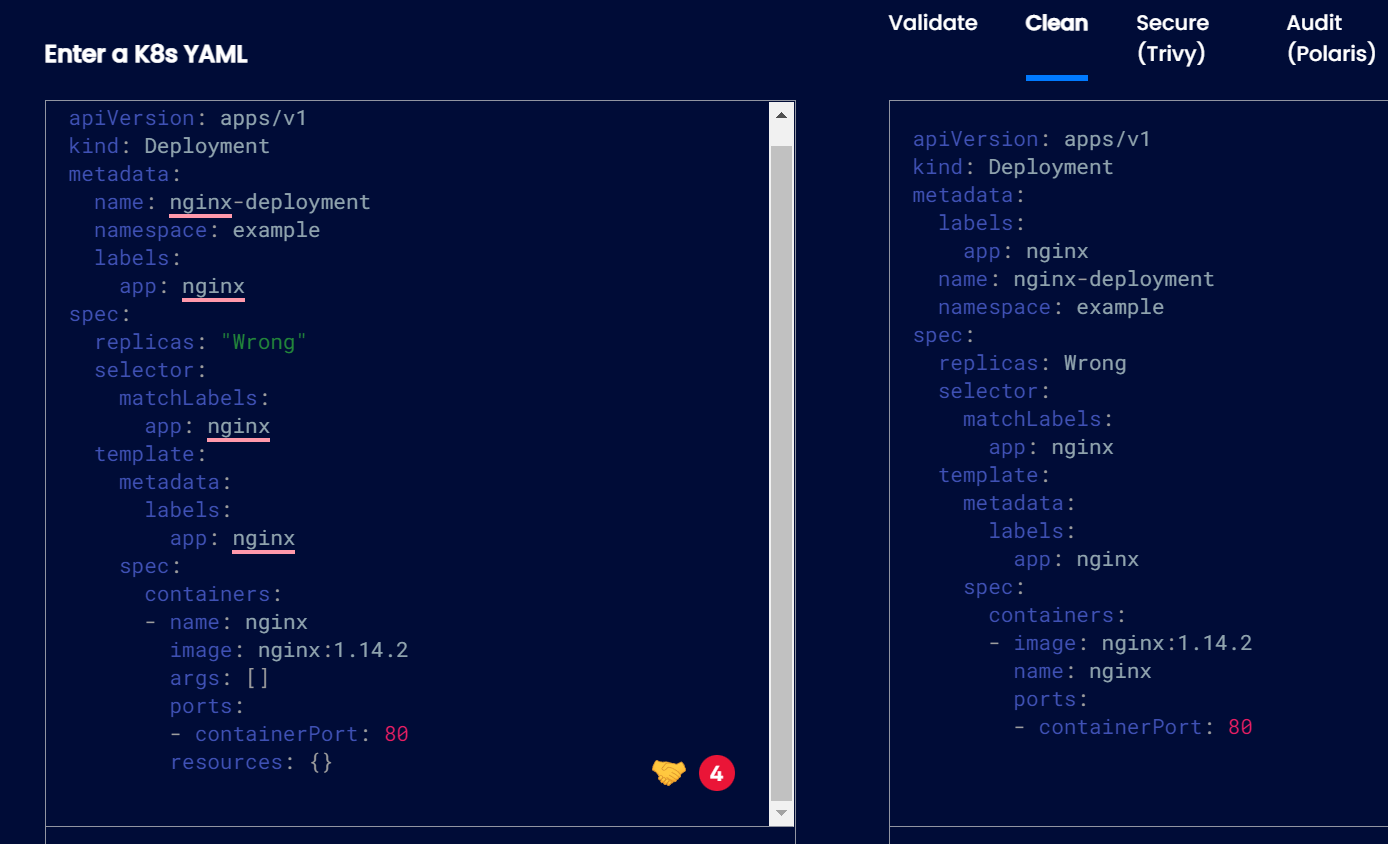 Enter a K8s YAML
Validate
Clean
Secure
(Trivy)
Audit
(Polaris)
apiVersion: apps/v1
kind: Deployment
metadata:
  name: nginx-deployment
  namespace: example
  labels:
    app: nginx
spec:
  replicas: "Wrong"
  selector:
    matchLabels:
      app: nginx
  template:
    metadata:
      labels:
        app: nginx
    spec:
      containers:
      - name: nginx
        image: nginx:1.14.2
        args: []
        ports:
        - containerPort: 80
        resources: {}
4
apiVersion: apps/v1
kind: Deployment
metadata:
  labels:
    app: nginx
  name: nginx-deployment
  namespace: example
spec:
  replicas: Wrong
  selector:
    matchLabels:
      app: nginx
  template:
    metadata:
      labels:
        app: nginx
    spec:
      containers:
      - image: nginx:1.14.2
        name: nginx
        ports:
        - containerPort: 80